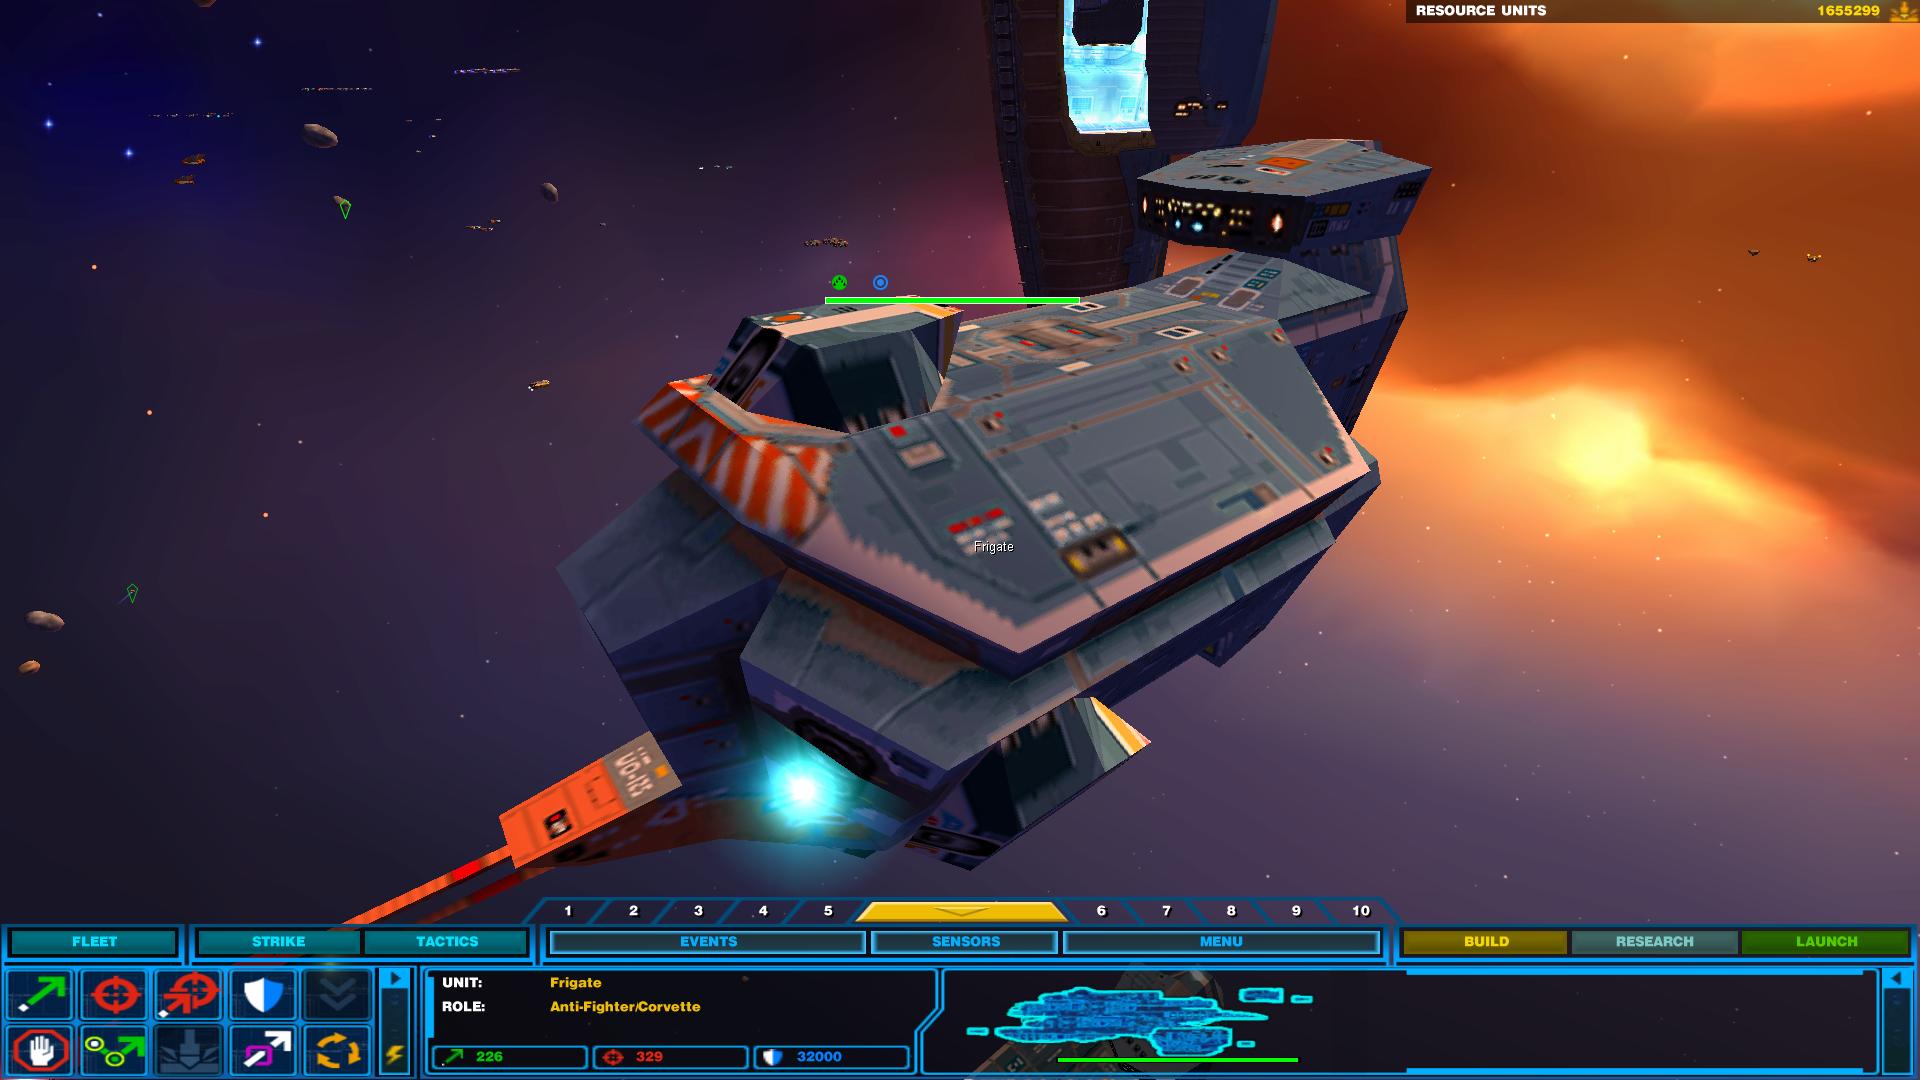 RESOURCE UNITS 1655299
Frigate
1 2 3 4 5 6 7 8 9 10
FLEET STRIKE TACTICS EVENTS SENSORS MENU BUILD RESEARCH LAUNCH
UNIT: Frigate
ROLE: Anti-Fighter/Corvette
226 329 32000